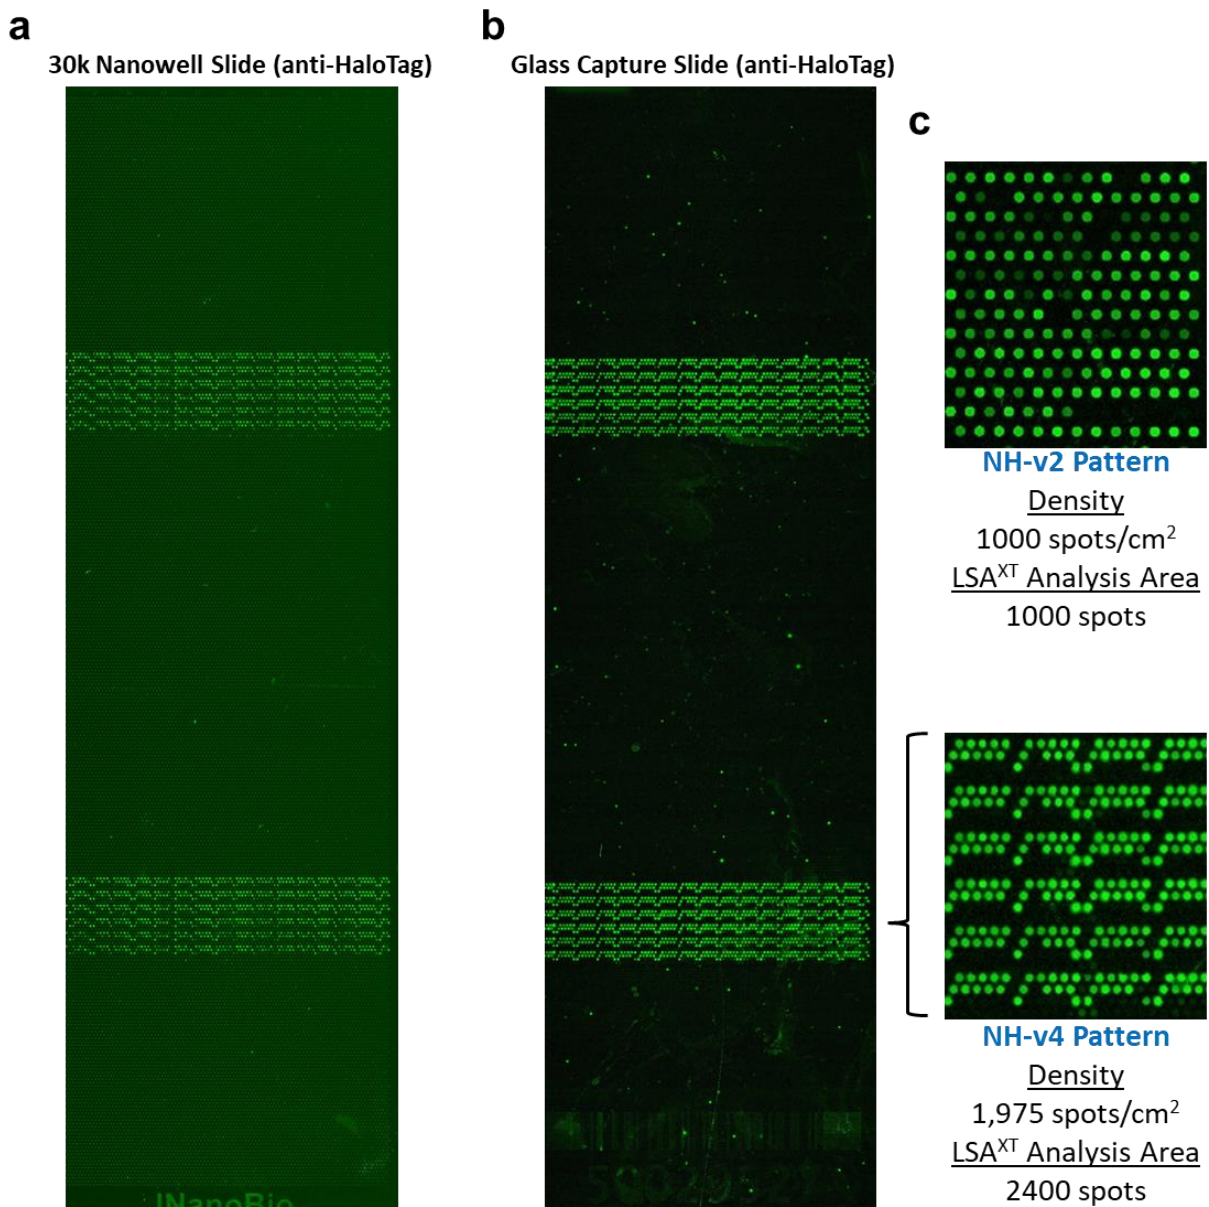 a
30k Nanowell Slide (anti-HaloTag)
b
Glass Capture Slide (anti-HaloTag)
c
NH-v2 Pattern
Density
1000 spots/cm²
LSAXT Analysis Area
1000 spots
NH-v4 Pattern
Density
1,975 spots/cm²
LSAXT Analysis Area
2400 spots
INanoBio